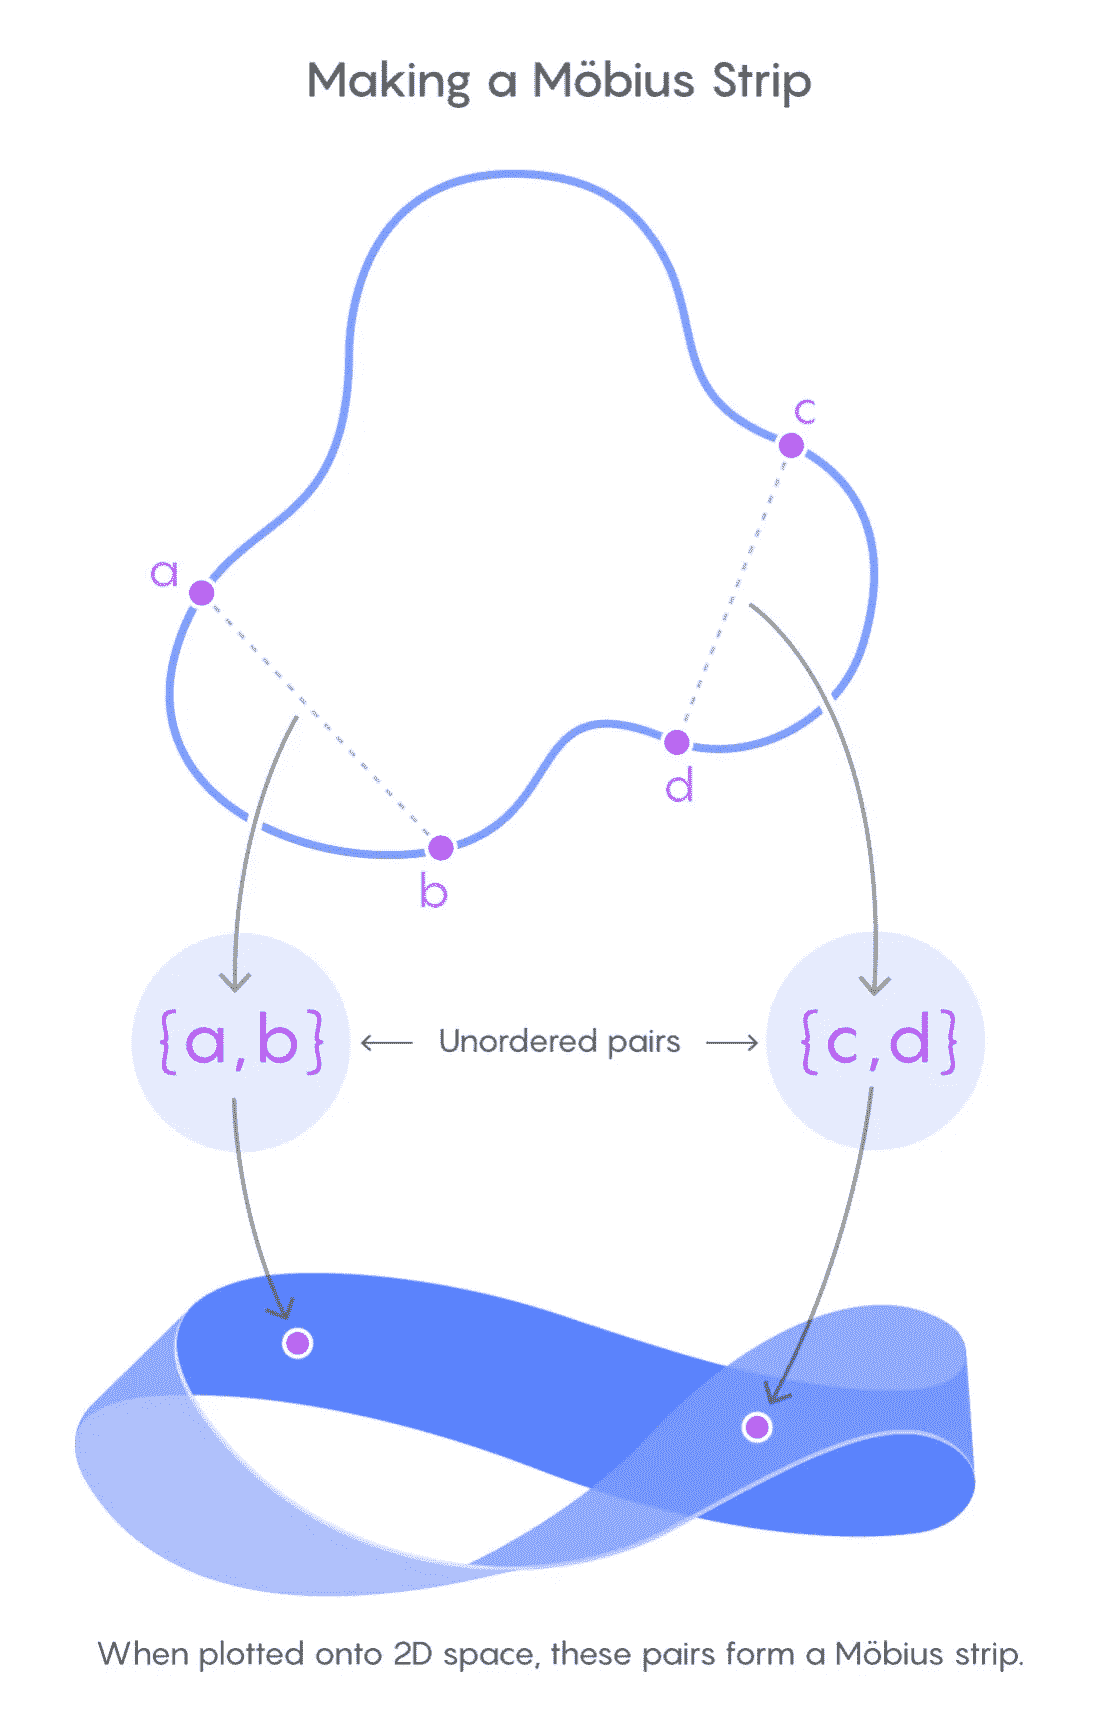 Making a Möbius Strip
c
a
d
b
{a,b}
Unordered pairs
{c,d}
When plotted onto 2D space, these pairs form a Möbius strip.